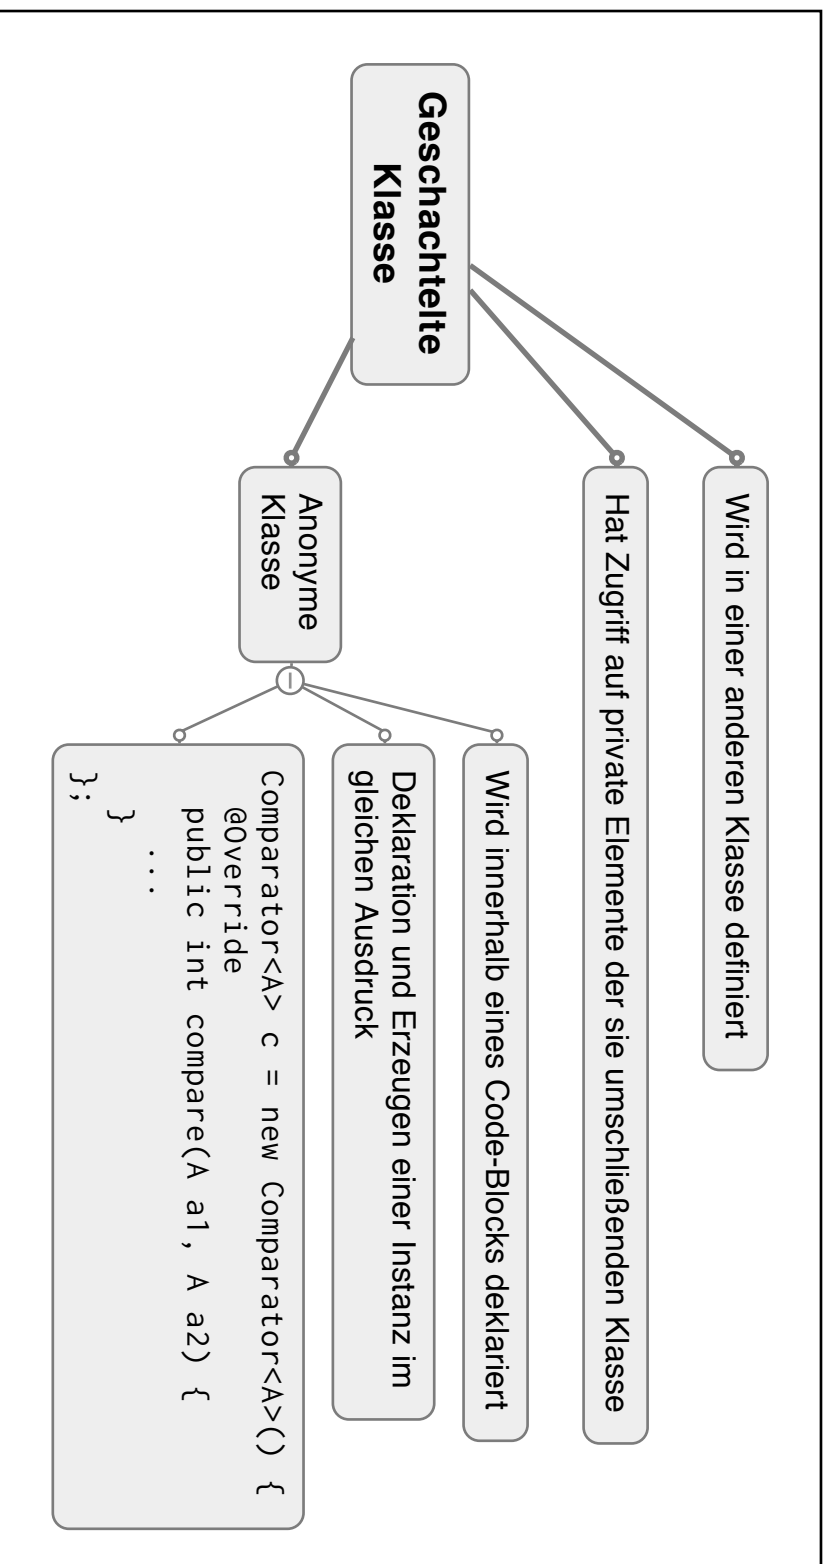 Geschachtelte
Klasse
Wird in einer anderen Klasse definiert
Hat Zugriff auf private Elemente der sie umschließenden Klasse
Anonyme
Klasse
Wird innerhalb eines Code-Blocks deklariert
Deklaration und Erzeugen einer Instanz im
gleichen Ausdruck
Comparator<A> c = new Comparator<A>() {
  @Override
  public int compare(A a1, A a2) {
    ...
  }
};